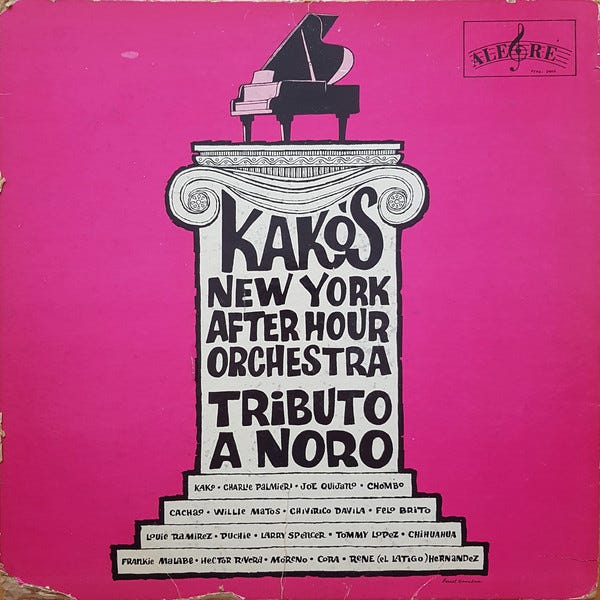 ALEGRE
KAKO'S
NEW YORK
AFTER HOUR
ORCHESTRA
TRIBUTO
A NORO
KAKO • CHARLIE PALMIERI • JOE QUIJANO • CHOMBO
CACHAO • WILLIE MATOS • CHIVIRICO DAVILA • FELO BRITO
LOUIE RAMIREZ • PUCHIE • LARRY SPENCER • TOMMY LOPEZ • CHIHUAHUA
FRANKIE MALABE • HECTOR RIVERA • MORENO • CORA • RENE (EL LATIGO) HERNANDEZ